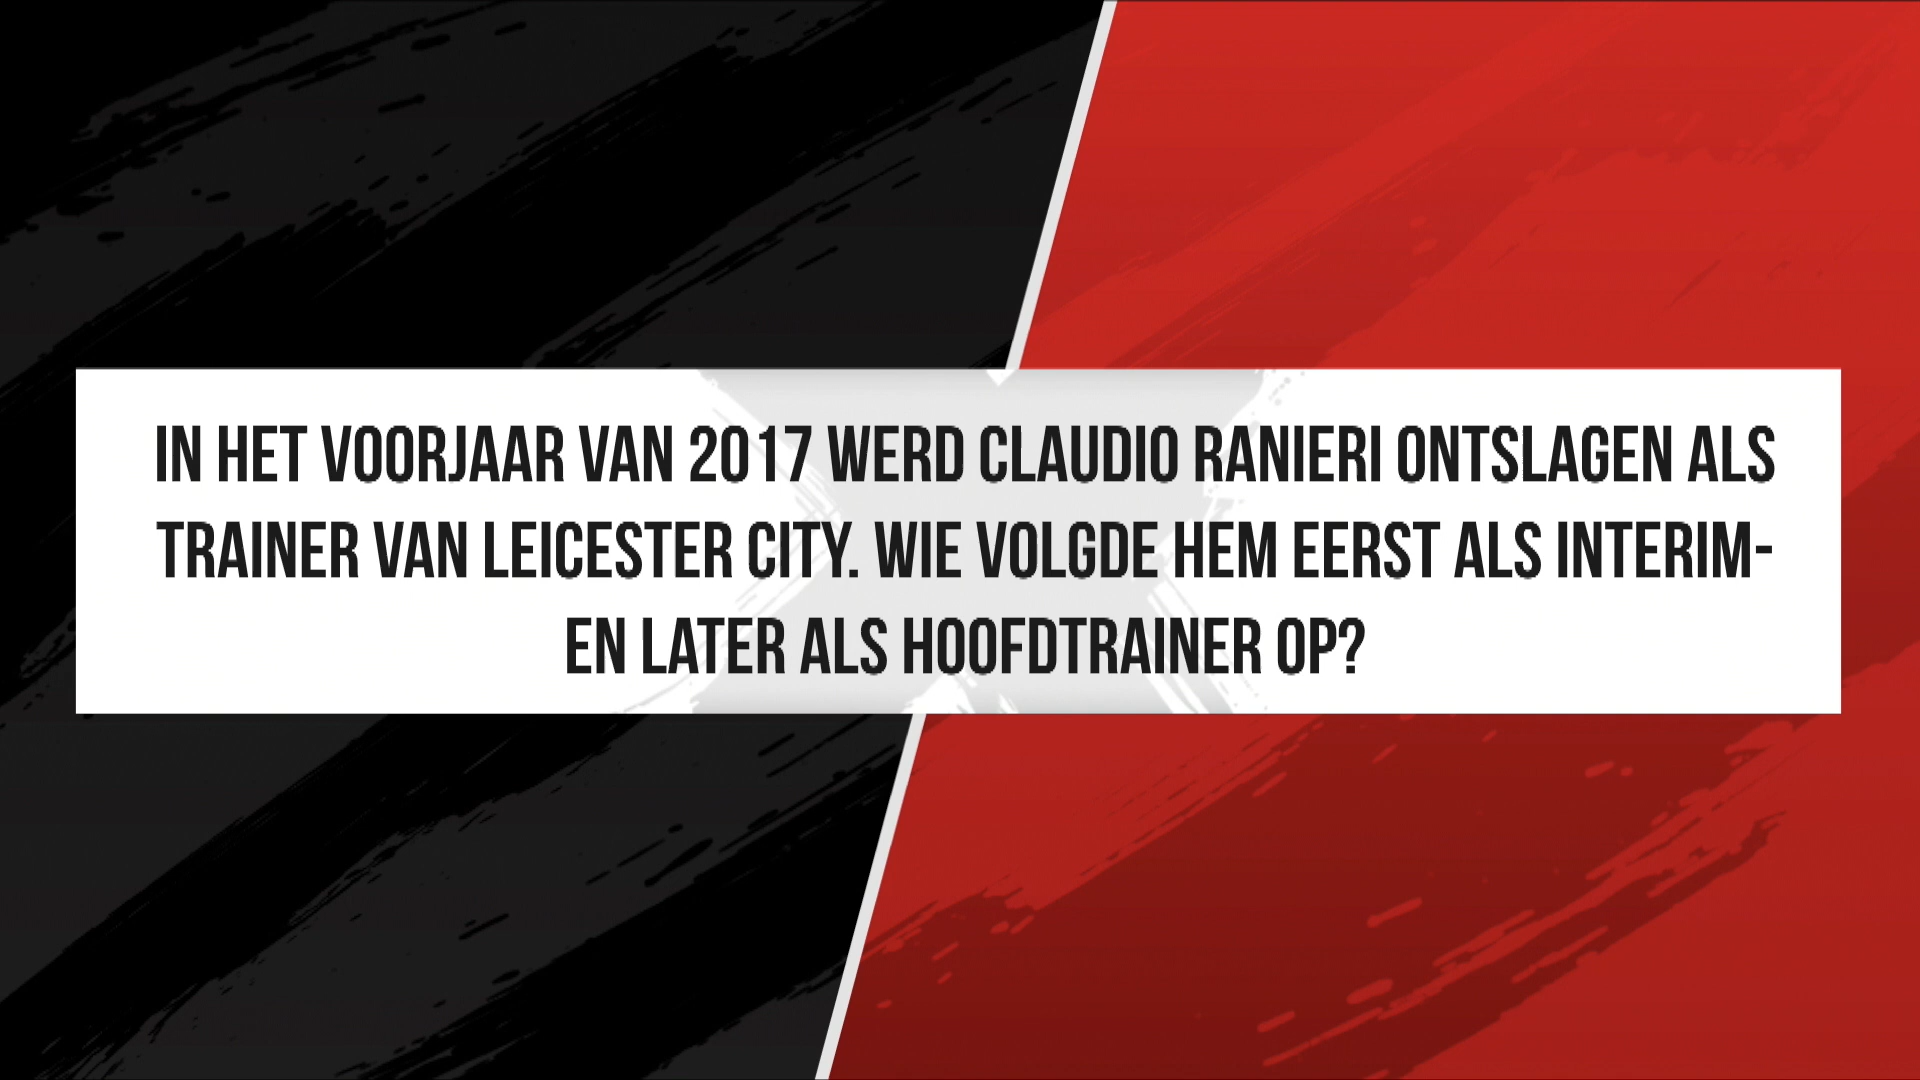 IN HET VOORJAAR VAN 2017 WERD CLAUDIO RANIERI ONTSLAGEN ALS
TRAINER VAN LEICESTER CITY. WIE VOLGDE HEM EERST ALS INTERIM-
EN LATER ALS HOOFDTRAINER OP?